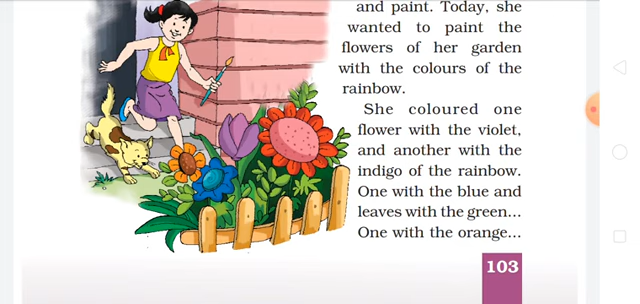 and paint. Today, she
wanted to paint the
flowers of her garden
with the colours of the
rainbow.
She coloured one
flower with the violet,
and another with the
indigo of the rainbow.
One with the blue and
leaves with the green...
One with the orange...
103